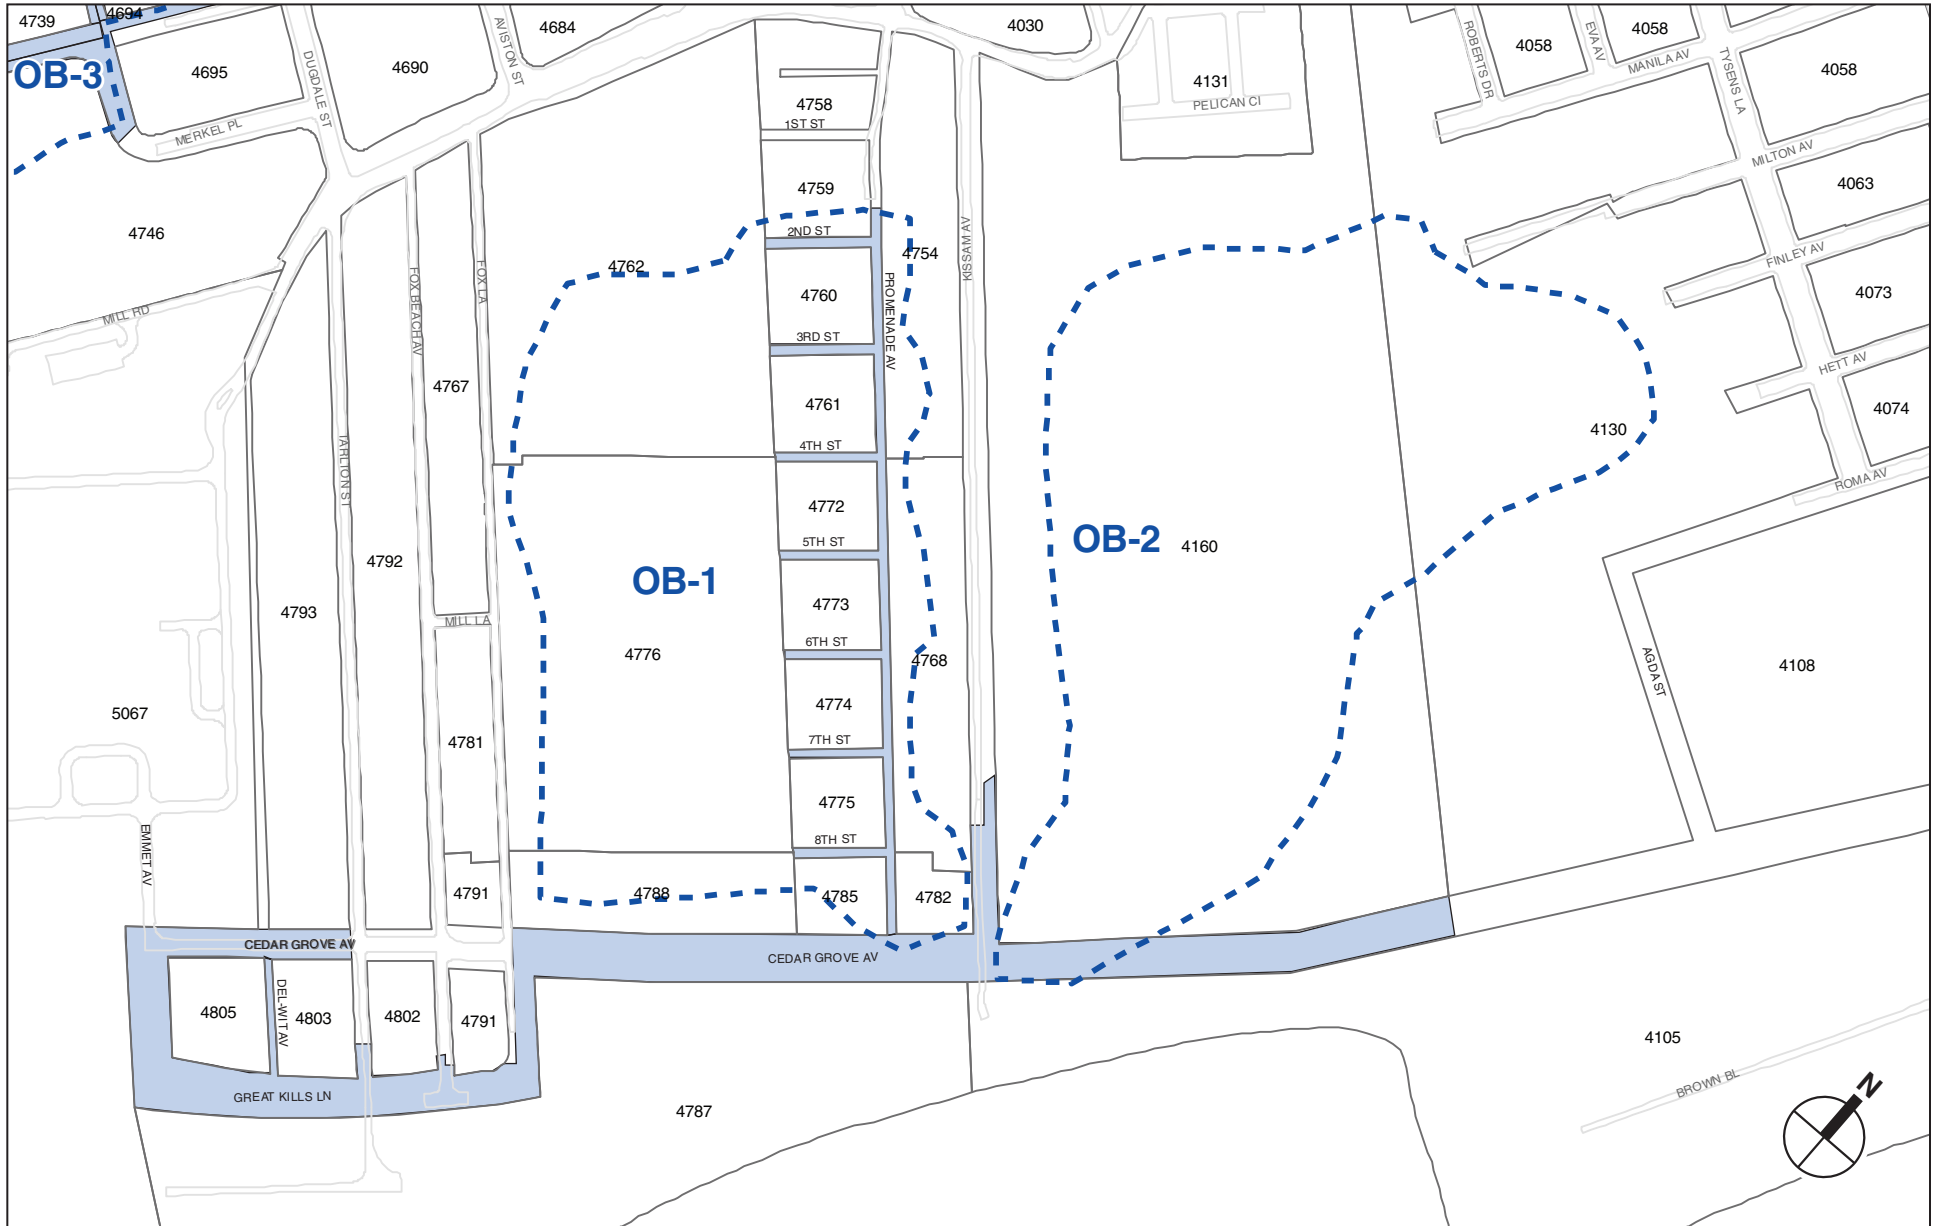 4739
4694
OB-3
4695
DUGDALE ST
4690
AVISTON ST
4684
4030
4131
PELICAN CI
ROBERTS DR
4058
EVA AV
4058
MANILA AV
TYSENS LA
4058
MERKEL PL
4758
1ST ST
4759
2ND ST
MILTON AV
4063
4746
4762
4754
KISSAM AV
FINLEY AV
MILL RD
FOX BEACH AV
FOX LA
4760
3RD ST
PROMENADE AV
4073
HETT AV
4767
4761
4TH ST
4130
4074
TARLTON ST
4772
5TH ST
ROMA AV
4792
OB-1
OB-2
4160
4793
MILL LA
4773
6TH ST
4776
4768
AGDA ST
4108
5067
4781
4774
7TH ST
4775
8TH ST
EMMET AV
4791
4788
4785
4782
CEDAR GROVE AV
CEDAR GROVE AV
4805
DEL-WIT AV
4803
4802
4791
4105
GREAT KILLS LN
4787
BROWN BL
N